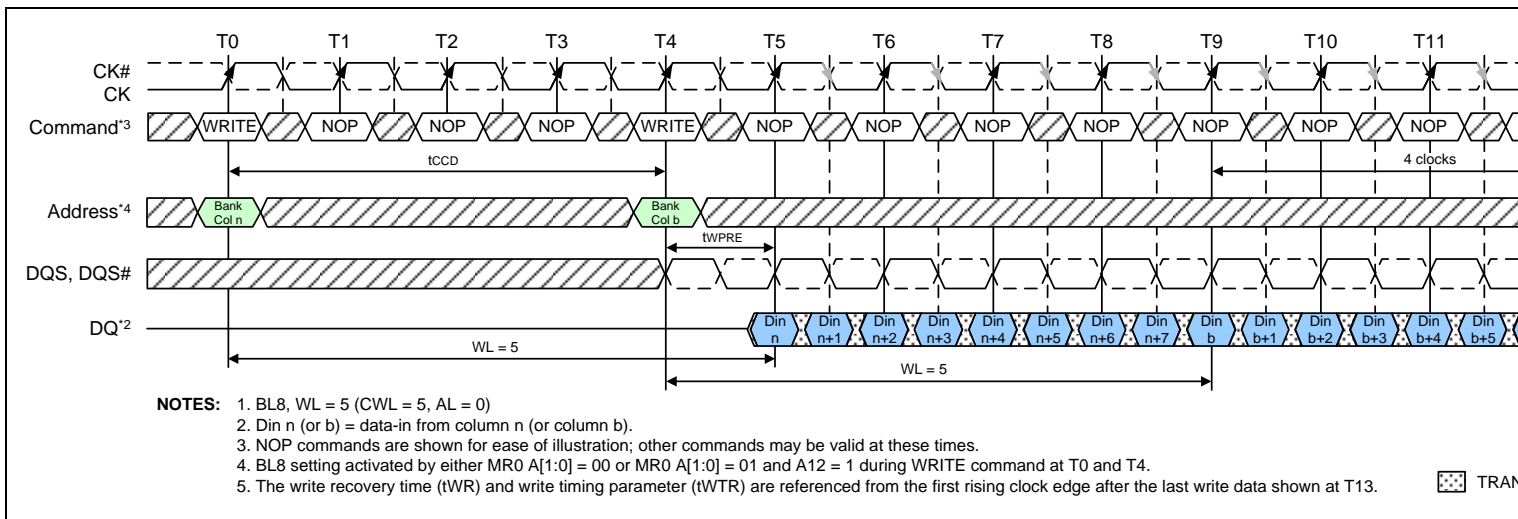 T0 T1 T2 T3 T4 T5 T6 T7 T8 T9 T10 T11
CK#
CK
Command*3 WRITE NOP NOP NOP WRITE NOP NOP NOP NOP NOP NOP NOP
tCCD 4 clocks
Address*4 Bank Col n Bank Col b
tWPRE
DQS, DQS#
DQ*2 Din n Din n+1 Din n+2 Din n+3 Din n+4 Din n+5 Din n+6 Din n+7 Din b Din b+1 Din b+2 Din b+3 Din b+4 Din b+5
WL = 5
WL = 5
NOTES: 1. BL8, WL = 5 (CWL = 5, AL = 0)
2. Din n (or b) = data-in from column n (or column b).
3. NOP commands are shown for ease of illustration; other commands may be valid at these times.
4. BL8 setting activated by either MR0 A[1:0] = 00 or MR0 A[1:0] = 01 and A12 = 1 during WRITE command at T0 and T4.
5. The write recovery time (tWR) and write timing parameter (tWTR) are referenced from the first rising clock edge after the last write data shown at T13.
TRAN